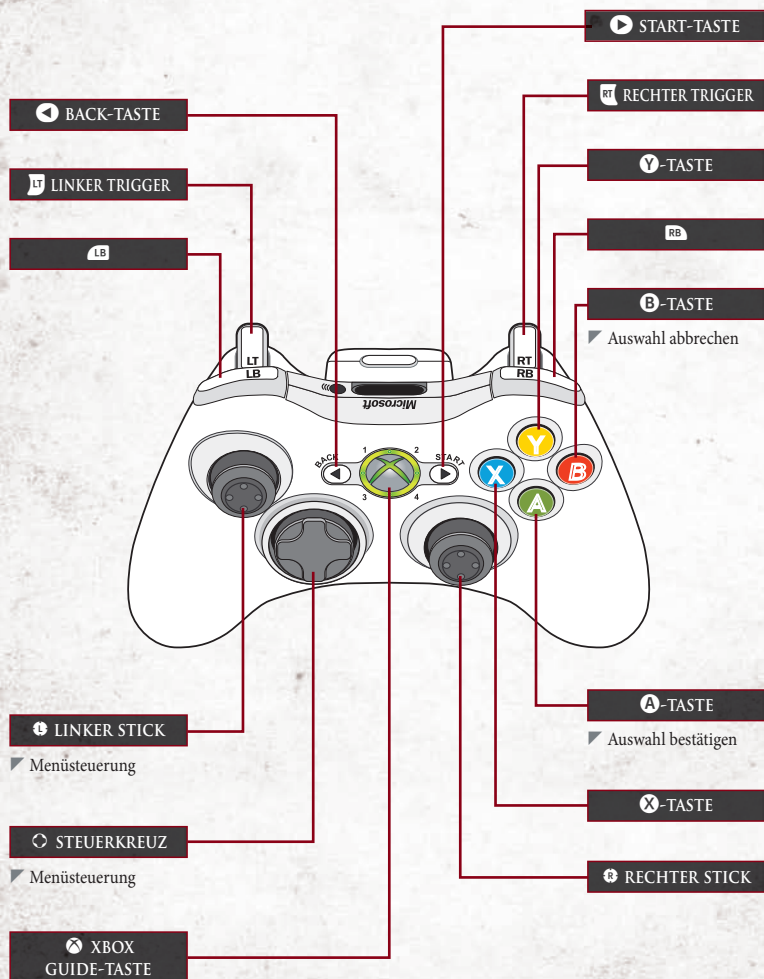 START-TASTE
BACK-TASTE
RT RECHTER TRIGGER
LT LINKER TRIGGER
Y-TASTE
LB
RB
B-TASTE
Auswahl abbrechen
LT
LB
RT
RB
Microsoft
BACK
1
2
START
3
4
Y
X
B
A
L LINKER STICK
Menüsteuerung
A-TASTE
Auswahl bestätigen
X-TASTE
STEUERKREUZ
Menüsteuerung
R RECHTER STICK
XBOX
GUIDE-TASTE